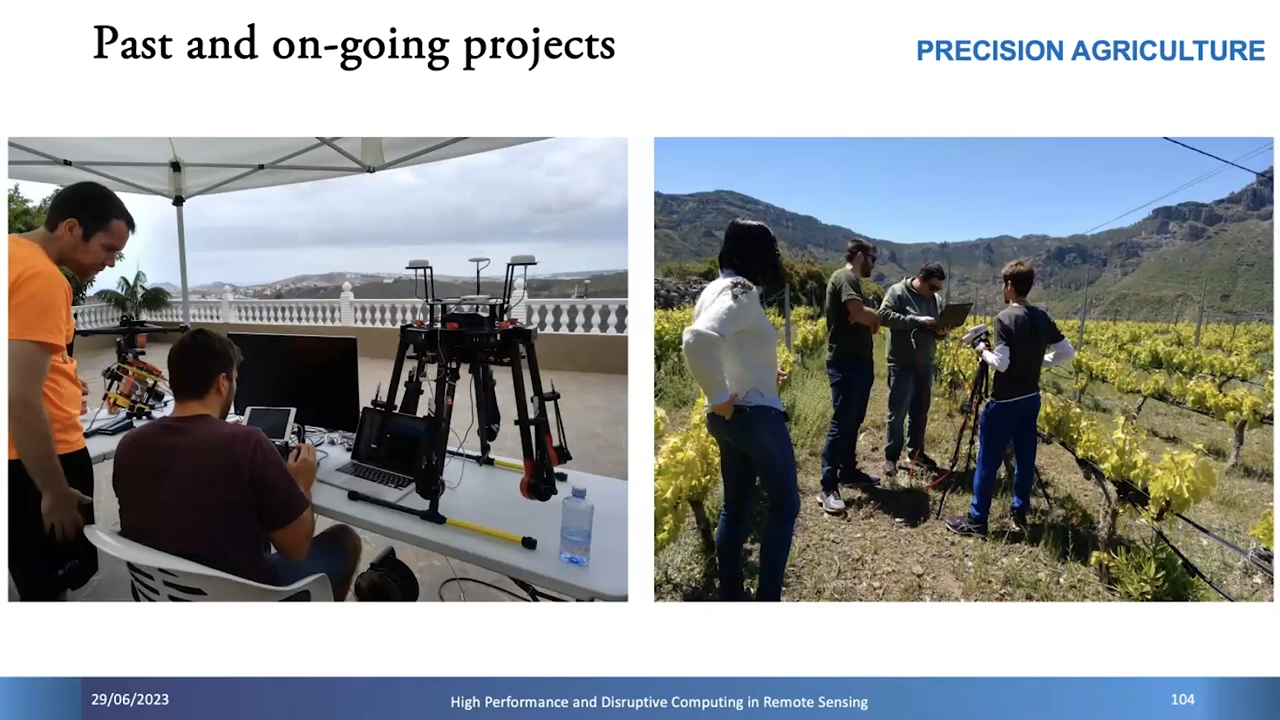 Past and on-going projects
PRECISION AGRICULTURE
29/06/2023
High Performance and Disruptive Computing in Remote Sensing
104